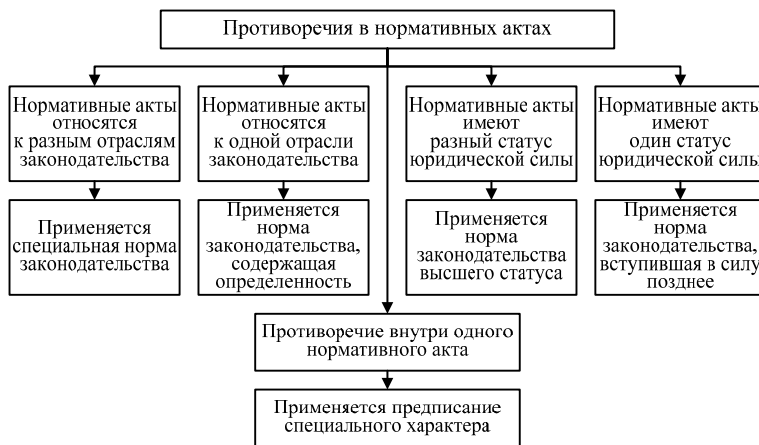 Противоречия в нормативных актах
Нормативные акты
относятся
к разным отраслям
законодательства
Нормативные акты
относятся
к одной отрасли
законодательства
Нормативные акты
имеют
разный статус
юридической силы
Нормативные акты
имеют
один статус
юридической силы
Применяется
специальная норма
законодательства
Применяется
норма
законодательства,
содержащая
определенность
Применяется
норма
законодательства
высшего статуса
Применяется
норма
законодательства,
вступившая в силу
позднее
Противоречие внутри одного
нормативного акта
Применяется предписание
специального характера